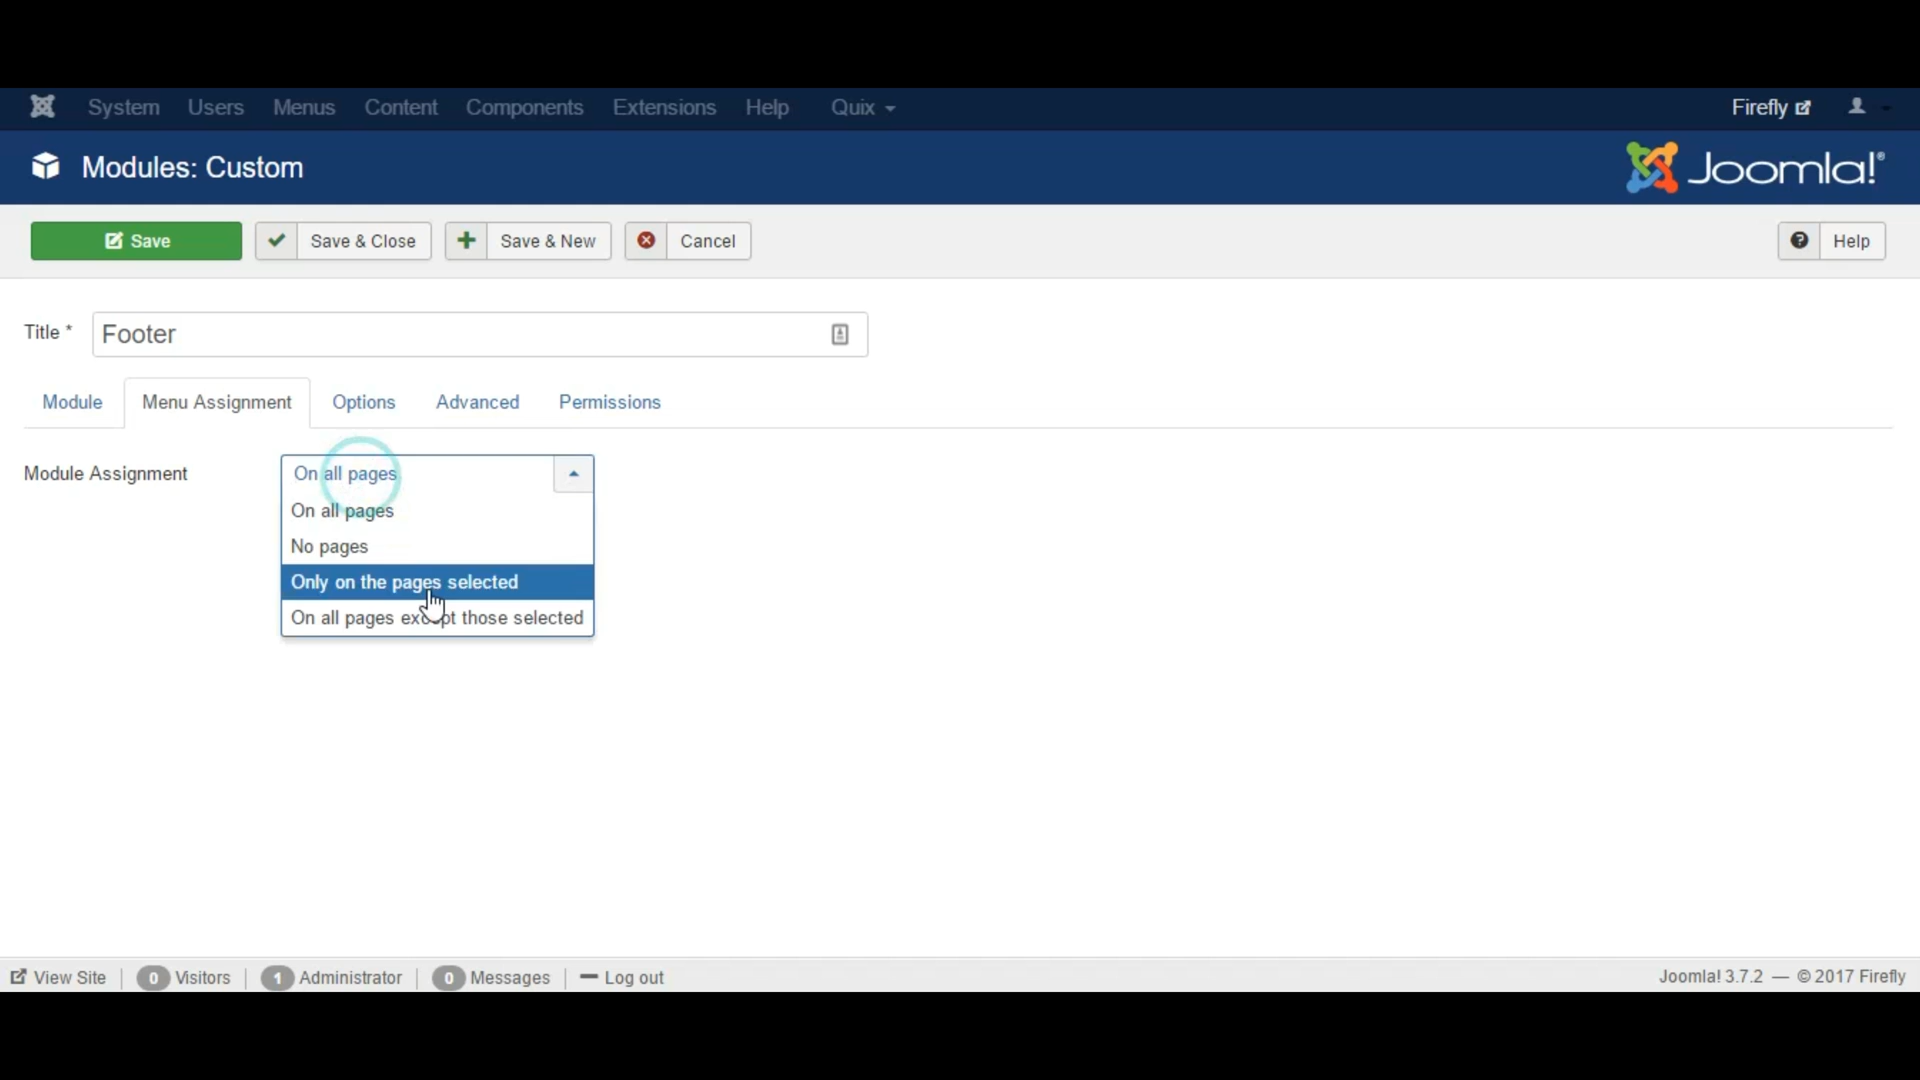 System Users Menus Content Components Extensions Help Quix Firefly
Modules: Custom Joomla!®
Save Save & Close Save & New Cancel Help
Title * Footer
Module Menu Assignment Options Advanced Permissions
Module Assignment On all pages
On all pages
No pages
Only on the pages selected
On all pages except those selected
View Site 0 Visitors 1 Administrator 0 Messages Log out Joomla! 3.7.2 — © 2017 Firefly